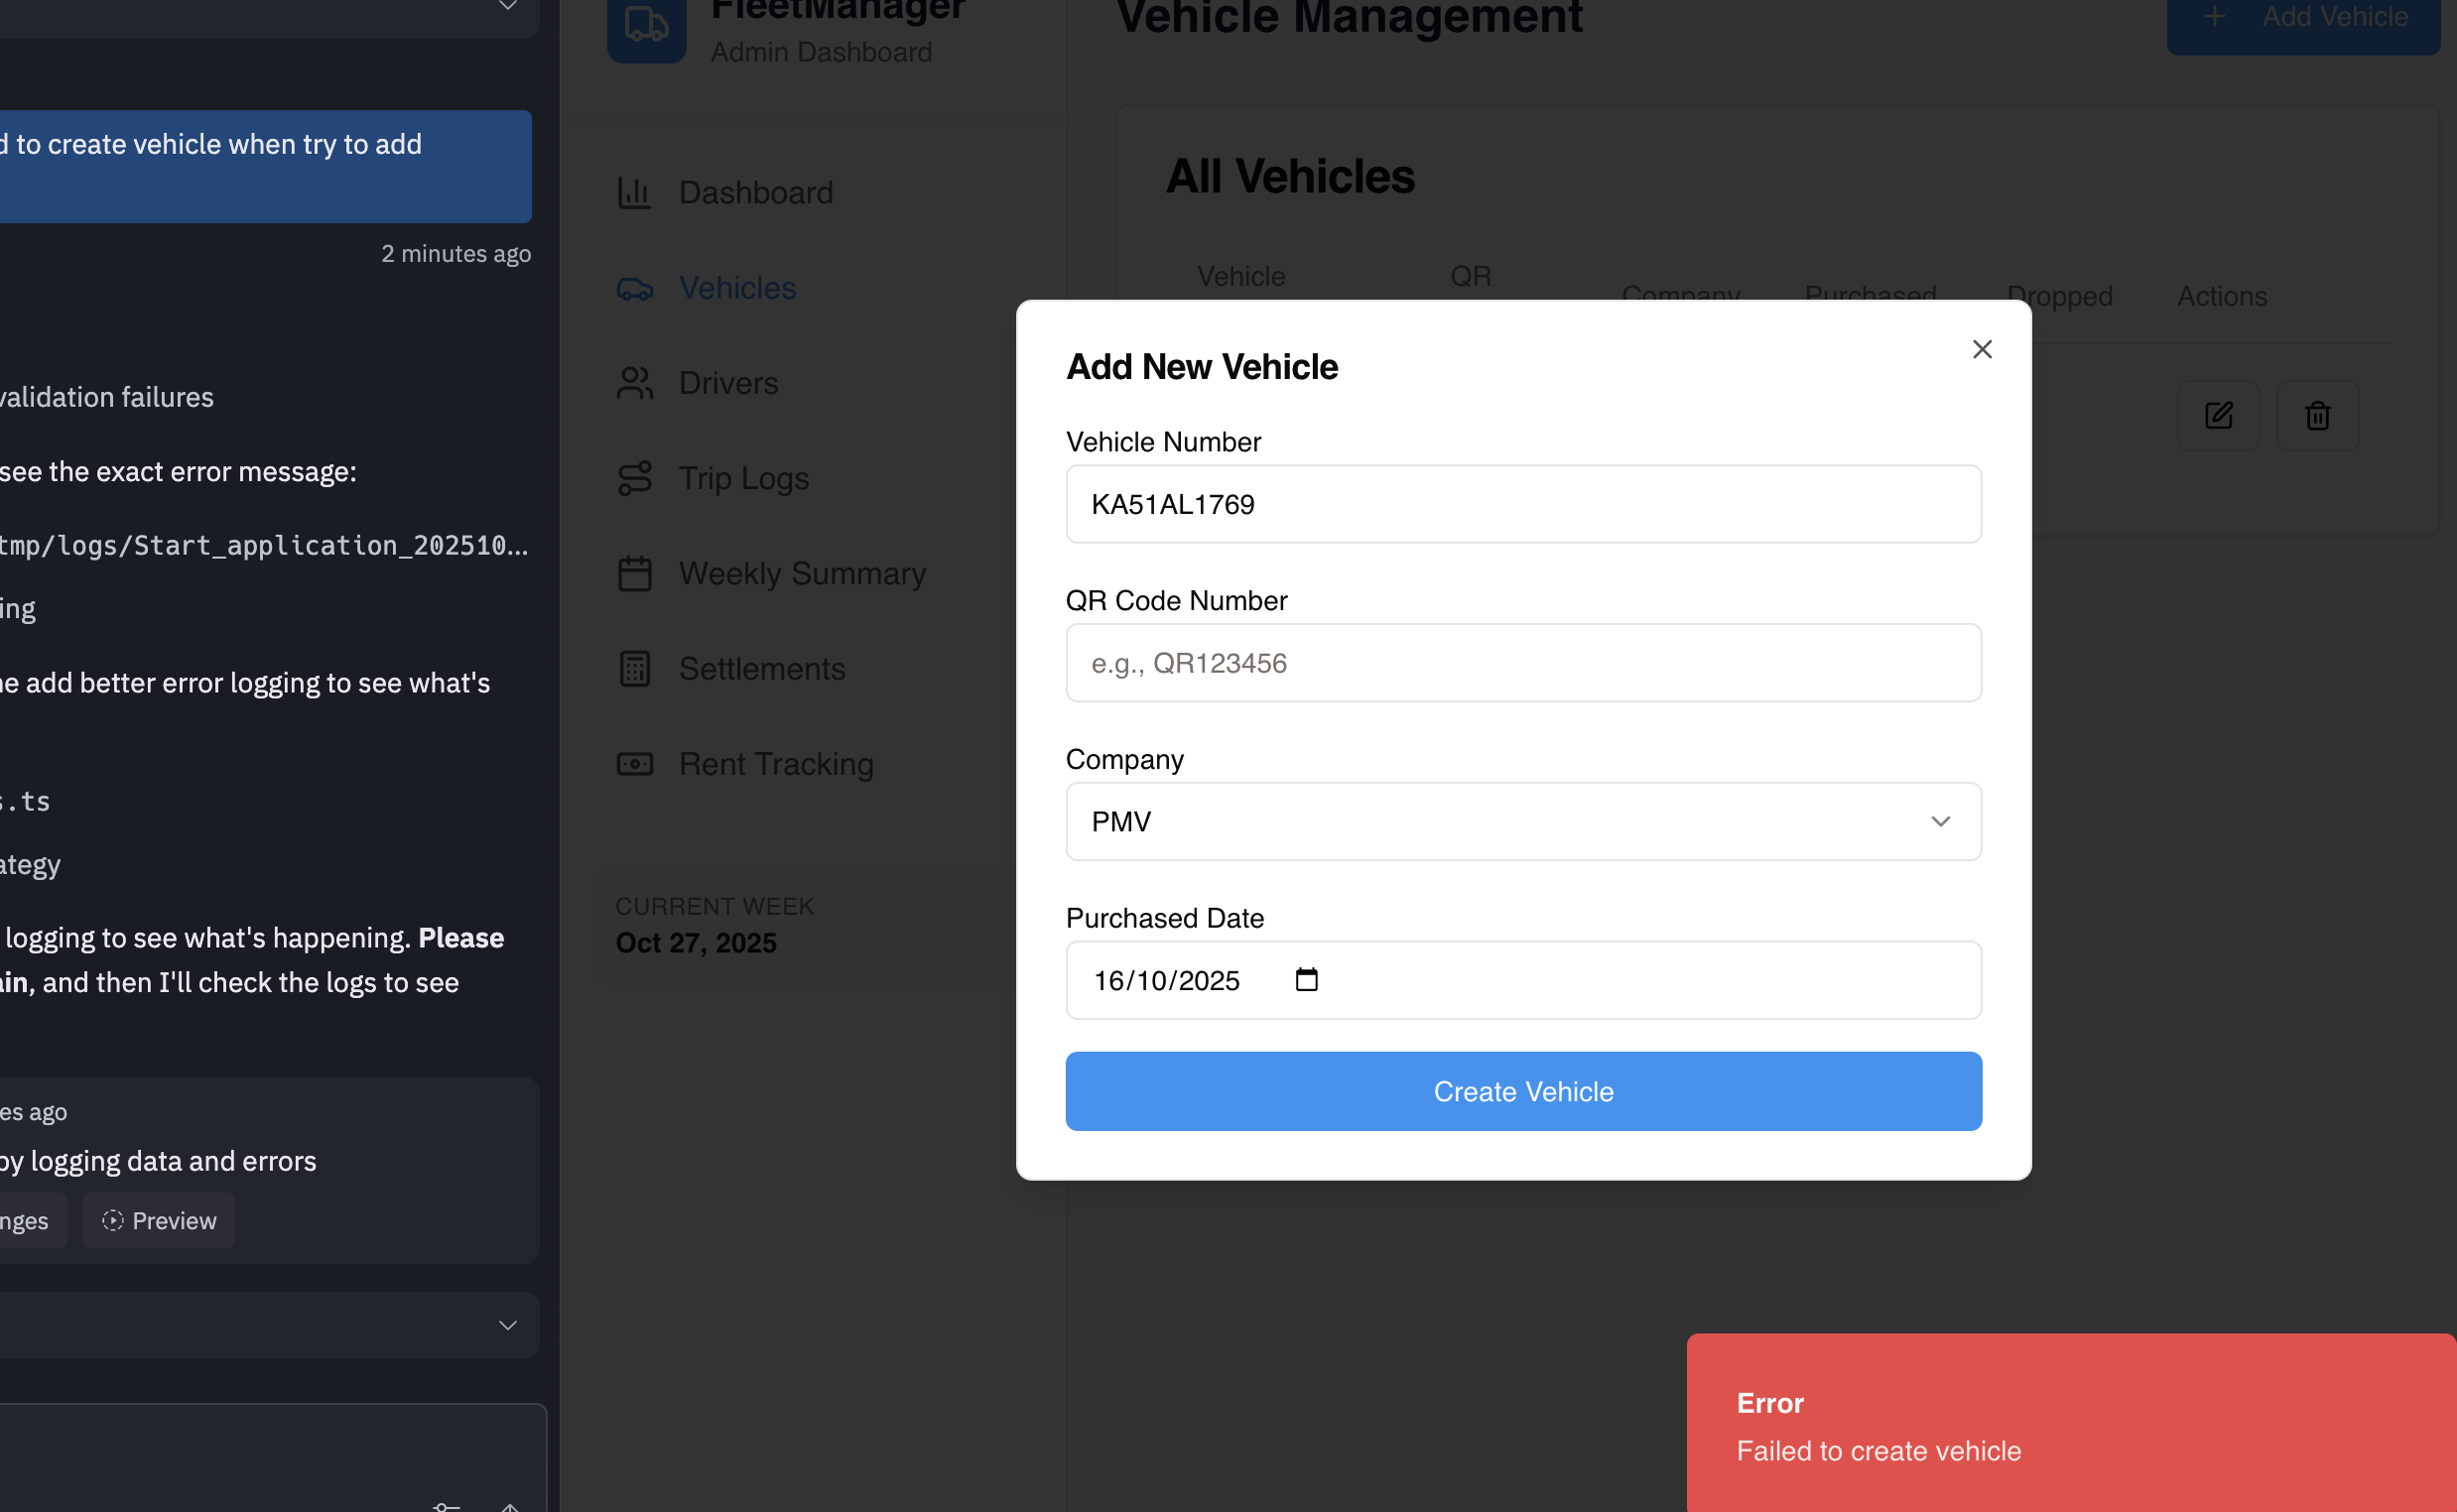 d to create vehicle when try to add
2 minutes ago
validation failures
see the exact error message:
tmp/logs/Start_application_202510...
ing
e add better error logging to see what's
s.ts
ategy
logging to see what's happening. Please
ain, and then I'll check the logs to see
es ago
by logging data and errors
nges
Preview
FleetManager
Admin Dashboard
Dashboard
Vehicles
Drivers
Trip Logs
Weekly Summary
Settlements
Rent Tracking
CURRENT WEEK
Oct 27, 2025
Vehicle Management
+ Add Vehicle
All Vehicles
Vehicle
QR
Company
Purchased
Dropped
Actions
Add New Vehicle
Vehicle Number
KA51AL1769
QR Code Number
e.g., QR123456
Company
PMV
Purchased Date
16/10/2025
Create Vehicle
Error
Failed to create vehicle